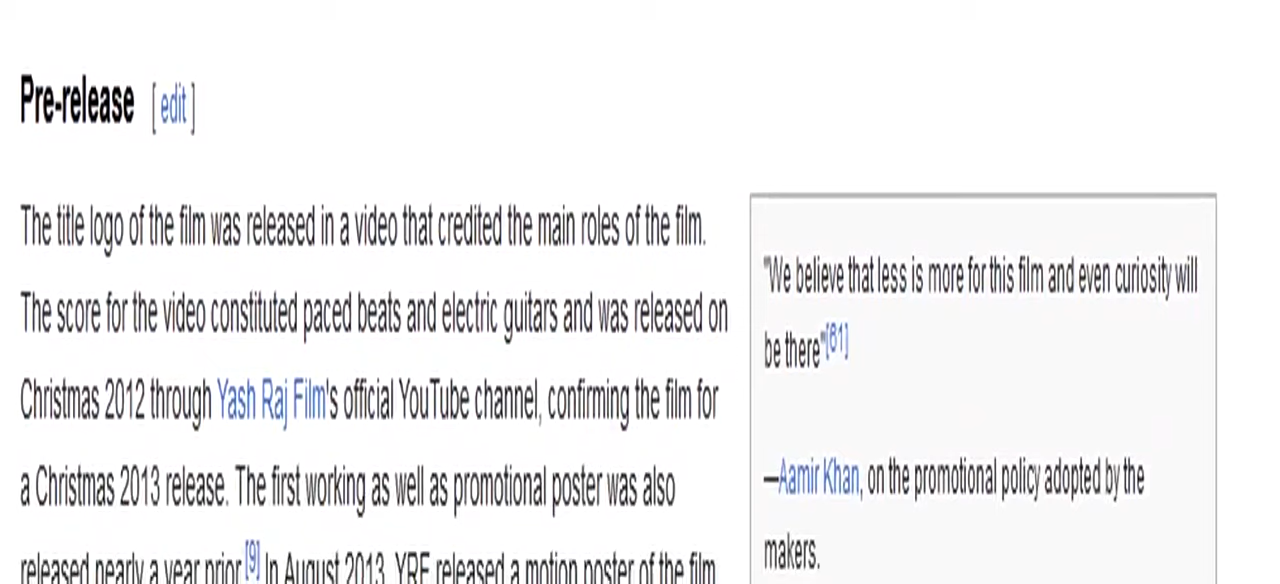 Pre-release [ edit ]
The title logo of the film was released in a video that credited the main roles of the film.
The score for the video constituted paced beats and electric guitars and was released on
Christmas 2012 through Yash Raj Film's official YouTube channel, confirming the film for
a Christmas 2013 release. The first working as well as promotional poster was also
released nearly a year prior.[9] In August 2013, YRF released a motion poster of the film
"We believe that less is more for this film and even curiosity will
be there"[61]
—Aamir Khan, on the promotional policy adopted by the
makers.